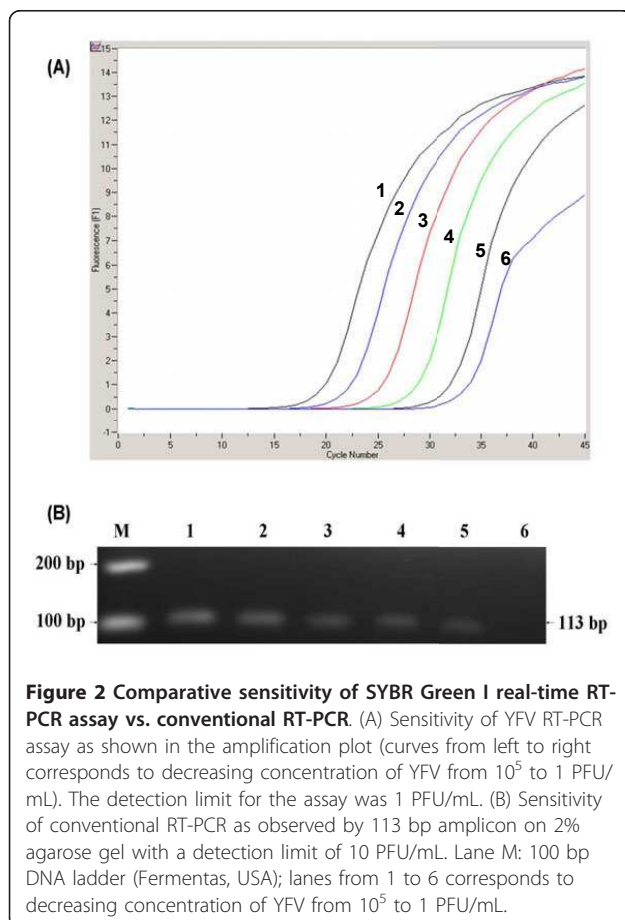 (A)
15
14
13
12
11
10
9
8
7
6
5
4
3
2
1
0
-1
Fluorescence (F1)
1
2
3
4
5
6
0 5 10 15 20 25 30 35 40 45
Cycle Number
(B)
M 1 2 3 4 5 6
200 bp
100 bp
113 bp
Figure 2 Comparative sensitivity of SYBR Green I real-time RT-
PCR assay vs. conventional RT-PCR. (A) Sensitivity of YFV RT-PCR
assay as shown in the amplification plot (curves from left to right
corresponds to decreasing concentration of YFV from 10⁵ to 1 PFU/
mL). The detection limit for the assay was 1 PFU/mL. (B) Sensitivity
of conventional RT-PCR as observed by 113 bp amplicon on 2%
agarose gel with a detection limit of 10 PFU/mL. Lane M: 100 bp
DNA ladder (Fermentas, USA); lanes from 1 to 6 corresponds to
decreasing concentration of YFV from 10⁵ to 1 PFU/mL.